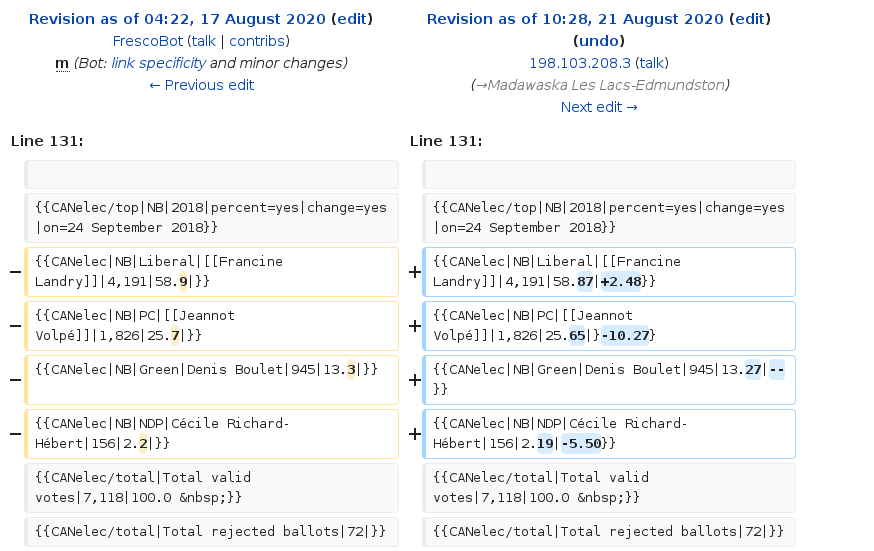 Revision as of 04:22, 17 August 2020 (edit)
FrescoBot (talk | contribs)
m (Bot: link specificity and minor changes)
← Previous edit
Revision as of 10:28, 21 August 2020 (edit)
(undo)
198.103.208.3 (talk)
(→Madawaska Les Lacs-Edmundston)
Next edit →
Line 131:
Line 131:
{{CANelec/top|NB|2018|percent=yes|change=yes
|on=24 September 2018}}
{{CANelec/top|NB|2018|percent=yes|change=yes
|on=24 September 2018}}
− {{CANelec|NB|Liberal|[[Francine
Landry]]|4,191|58.9|}}
+ {{CANelec|NB|Liberal|[[Francine
Landry]]|4,191|58.87|+2.48}
− {{CANelec|NB|PC|[[Jeannot
Volpé]]|1,826|25.7|}}
+ {{CANelec|NB|PC|[[Jeannot
Volpé]]|1,826|25.65|}-10.27}
− {{CANelec|NB|Green|Denis Boulet|945|13.3|}}
+ {{CANelec|NB|Green|Denis Boulet|945|13.27|--
}}
− {{CANelec|NB|NDP|Cécile Richard-
Hébert|156|2.2|}}
+ {{CANelec|NB|NDP|Cécile Richard-
Hébert|156|2.19|-5.50}}
{{CANelec/total|Total valid
votes|7,118|100.0 &nbsp;}}
{{CANelec/total|Total valid
votes|7,118|100.0 &nbsp;}}
{{CANelec/total|Total rejected ballots|72|}}
{{CANelec/total|Total rejected ballots|72|}}